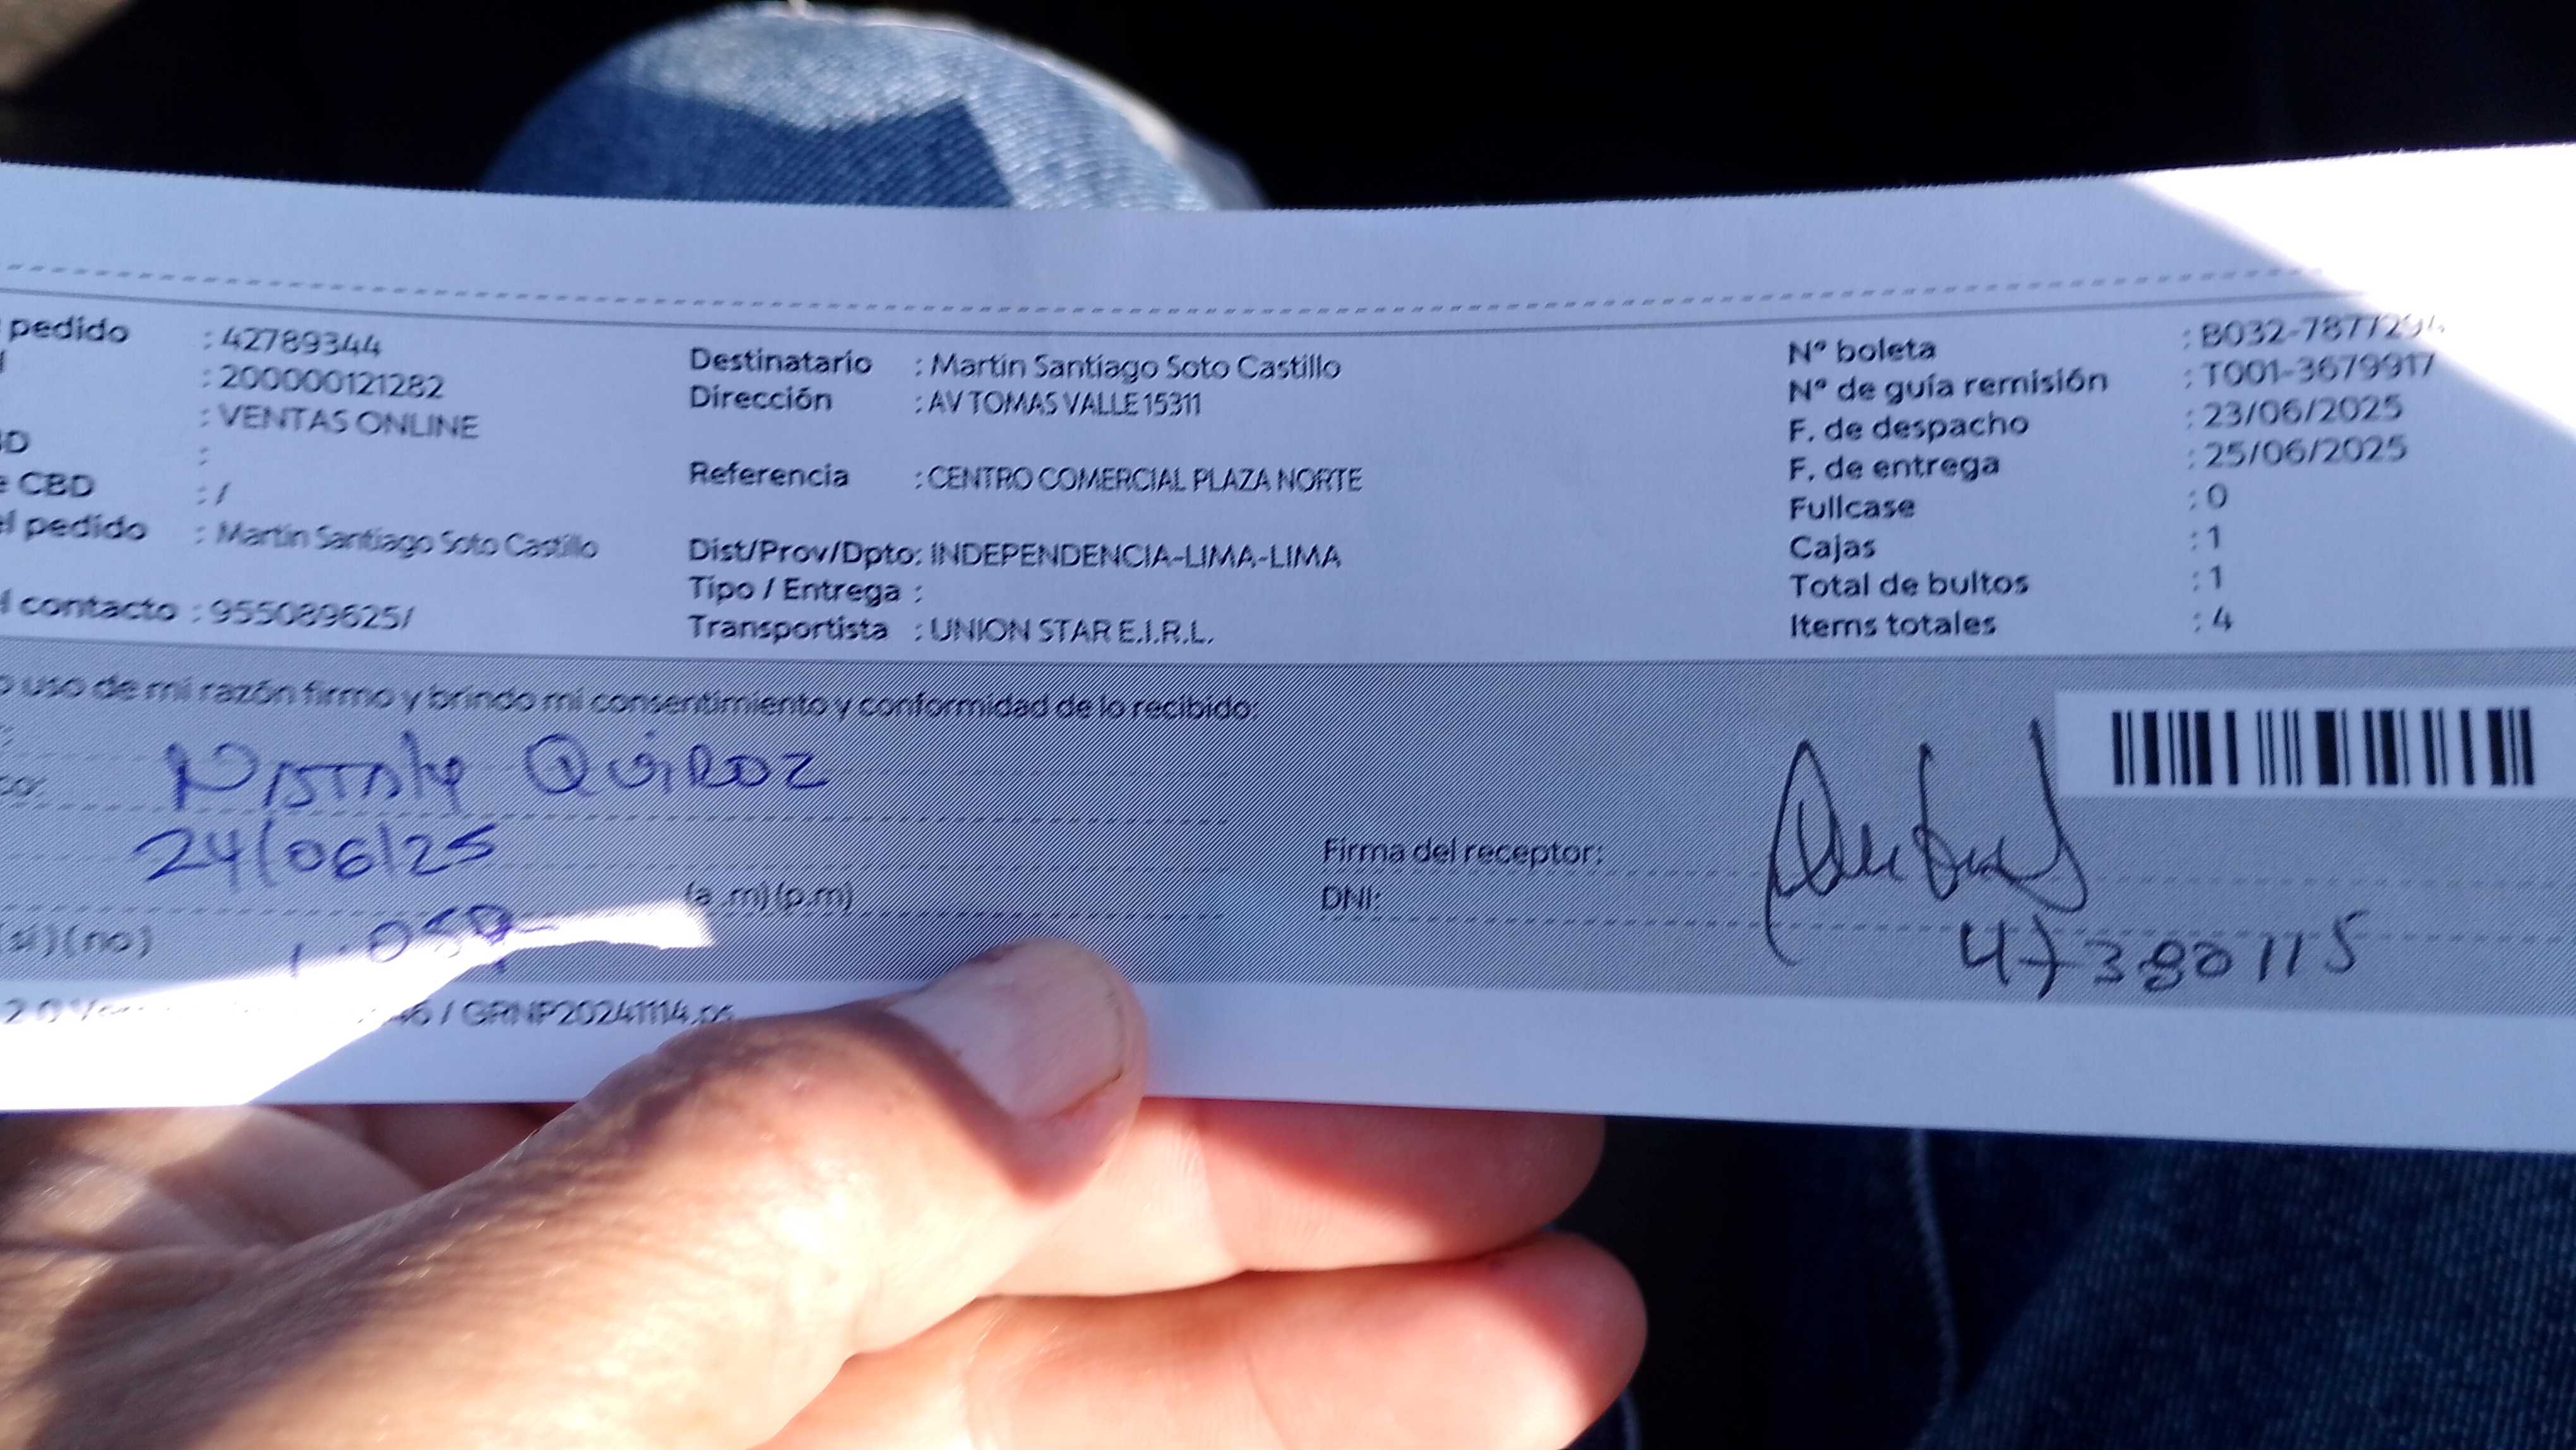 pedido : 42789344
: 200000121282
: VENTAS ONLINE
:
CBD : /
pedido : Martin Santiago Soto Castillo
contacto : 955089625/
Destinatario : Martin Santiago Soto Castillo
Dirección : AV TOMAS VALLE 15311
Referencia : CENTRO COMERCIAL PLAZA NORTE
Dist/Prov/Dpto: INDEPENDENCIA-LIMA-LIMA
Tipo / Entrega :
Transportista : UNION STAR E.I.R.L.
Nº boleta : B032-7877294
Nº de guía remisión : T001-3679917
F. de despacho : 23/06/2025
F. de entrega : 25/06/2025
Fullcase : 0
Cajas : 1
Total de bultos : 1
Items totales : 4
uso de mi razón firmo y brindo mi consentimiento y conformidad de lo recibido:
Nataly Quiroz
24/06/25
(a.m)(p.m)
(si)(no)
/ GRNP20241114.
Firma del receptor:
DNI: 47380115